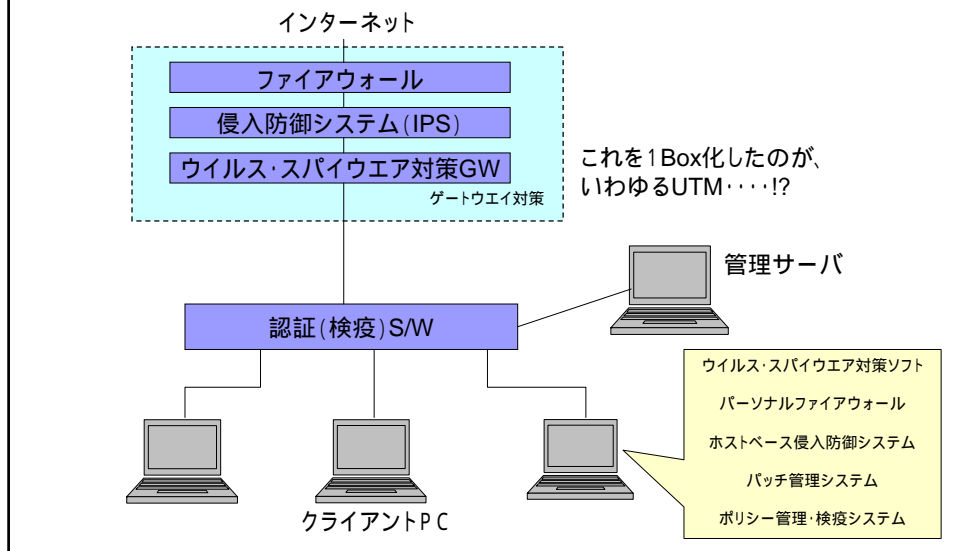 インターネット
ファイアウォール
侵入防御システム(IPS)
ウイルス・スパイウエア対策GW
ゲートウエイ対策
これを1Box化したのが、
いわゆるUTM‥‥!?
管理サーバ
認証(検疫)S/W
ウイルス・スパイウエア対策ソフト
パーソナルファイアウォール
ホストベース侵入防御システム
パッチ管理システム
ポリシー管理・検疫システム
クライアントPC